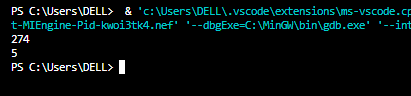 PS C:\Users\DELL>  & 'c:\Users\DELL\.vscode\extensions\ms-vscode.cp
t-MIEngine-Pid-kwoi3tk4.nef' '--dbgExe=C:\MinGW\bin\gdb.exe' '--int
274
5
PS C:\Users\DELL>